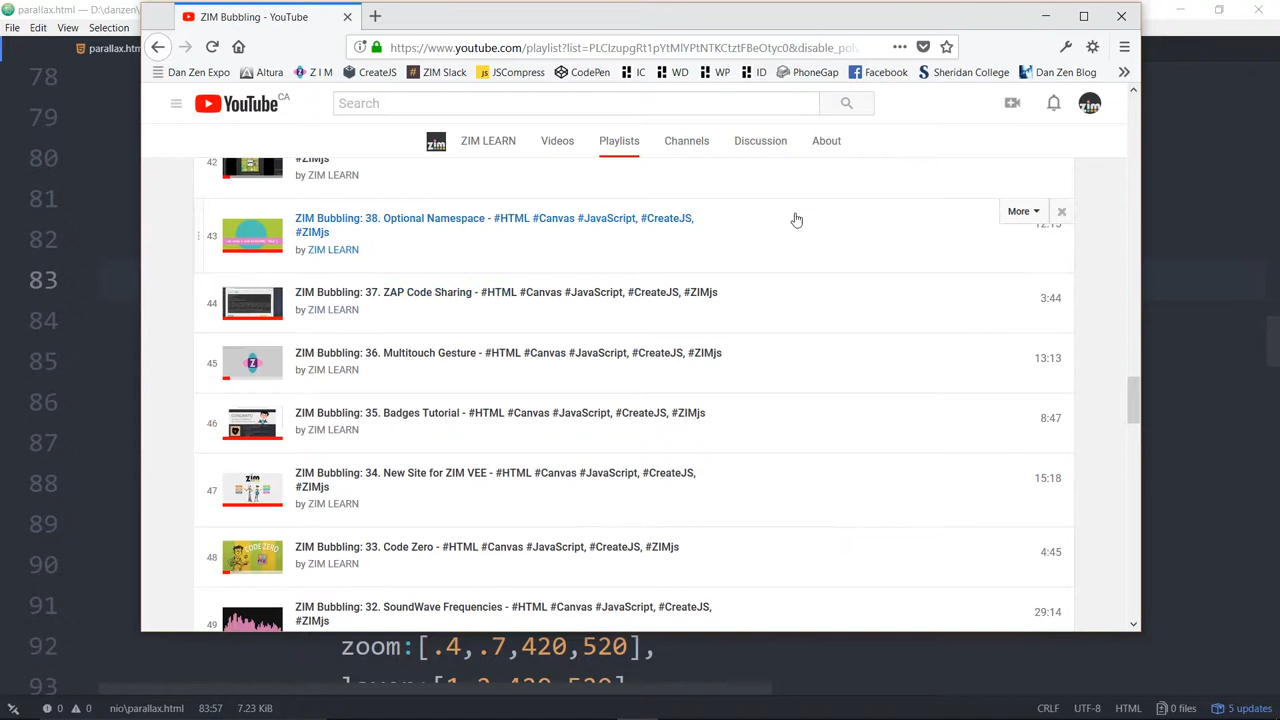 parallax.html — D:\danzen\
File Edit View Selection
ZIM Bubbling - YouTube
https://www.youtube.com/playlist?list=
Dan Zen Expo Altura Z I M CreateJS ZIM Slack JSCompress CodePen IC WD WP ID PhoneGap Facebook Sheridan College Dan Zen Blog
YouTube CA
Search
zim ZIM LEARN Videos Playlists Channels Discussion About
42 #ZIMjs
by ZIM LEARN
43 ZIM Bubbling: 38. Optional Namespace - #HTML #Canvas #JavaScript, #CreateJS, More
#ZIMjs
by ZIM LEARN
44 ZIM Bubbling: 37. ZAP Code Sharing - #HTML #Canvas #JavaScript, #CreateJS, #ZIMjs 3:44
by ZIM LEARN
45 ZIM Bubbling: 36. Multitouch Gesture - #HTML #Canvas #JavaScript, #CreateJS, #ZIMjs 13:13
by ZIM LEARN
46 ZIM Bubbling: 35. Badges Tutorial - #HTML #Canvas #JavaScript, #CreateJS, #ZIMjs 8:47
by ZIM LEARN
47 ZIM Bubbling: 34. New Site for ZIM VEE - #HTML #Canvas #JavaScript, #CreateJS, 15:18
#ZIMjs
by ZIM LEARN
48 ZIM Bubbling: 33. Code Zero - #HTML #Canvas #JavaScript, #CreateJS, #ZIMjs 4:45
by ZIM LEARN
49 ZIM Bubbling: 32. SoundWave Frequencies - #HTML #Canvas #JavaScript, #CreateJS, 29:14
#ZIMjs
78
79
80
81
82
83
84
85
86
87
88
89
90
91
92 zoom:[.4,.7,420,520],
93
0 0 nio\parallax.html 83:57 7.23 KiB CRLF UTF-8 HTML 0 files 5 updates